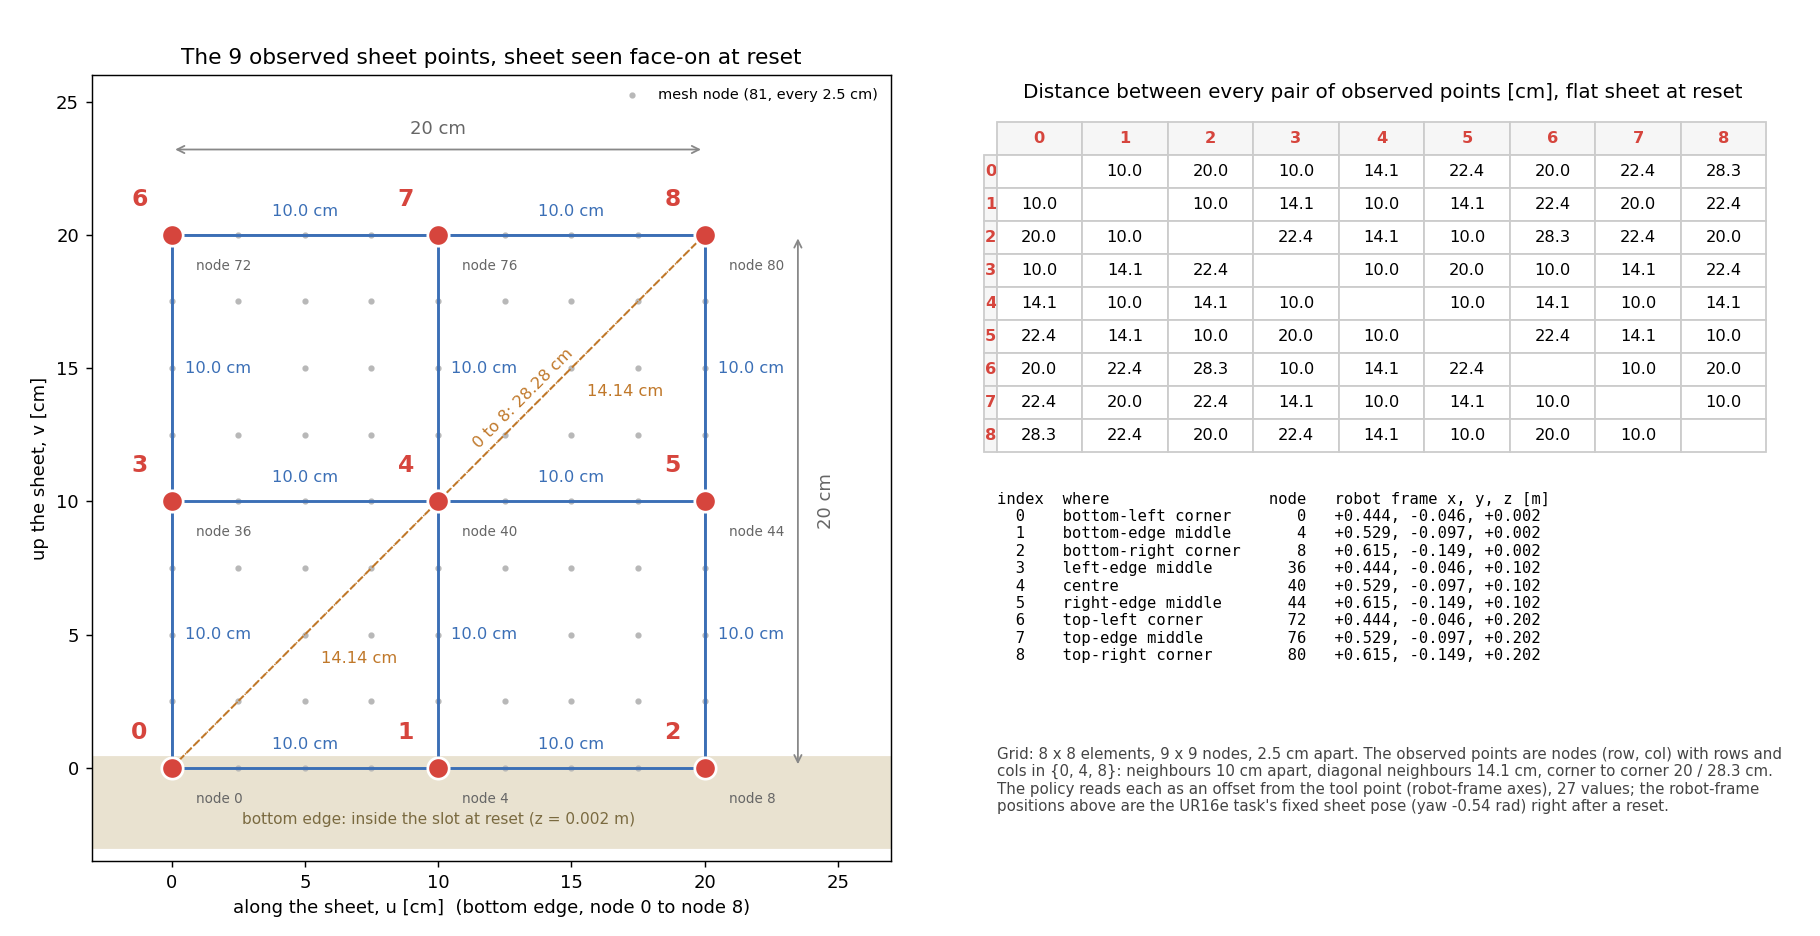 The 9 observed sheet points, sheet seen face-on at reset
mesh node (81, every 2.5 cm)
20 cm
6 7 8
10.0 cm 10.0 cm
node 72 node 76 node 80
10.0 cm 10.0 cm 10.0 cm
0 to 8: 28.28 cm
14.14 cm
3 4 5
10.0 cm 10.0 cm
20 cm
node 36 node 40 node 44
10.0 cm 10.0 cm 10.0 cm
14.14 cm
0 1 2
10.0 cm 10.0 cm
node 0 node 4 node 8
bottom edge: inside the slot at reset (z = 0.002 m)
25
20
15
10
5
0
up the sheet, v [cm]
0 5 10 15 20 25
along the sheet, u [cm] (bottom edge, node 0 to node 8)
Distance between every pair of observed points [cm], flat sheet at reset
0 1 2 3 4 5 6 7 8
0 10.0 20.0 10.0 14.1 22.4 20.0 22.4 28.3
1 10.0 10.0 14.1 10.0 14.1 22.4 20.0 22.4
2 20.0 10.0 22.4 14.1 10.0 28.3 22.4 20.0
3 10.0 14.1 22.4 10.0 20.0 10.0 14.1 22.4
4 14.1 10.0 14.1 10.0 10.0 14.1 10.0 14.1
5 22.4 14.1 10.0 20.0 10.0 22.4 14.1 10.0
6 20.0 22.4 28.3 10.0 14.1 22.4 10.0 20.0
7 22.4 20.0 22.4 14.1 10.0 14.1 10.0 10.0
8 28.3 22.4 20.0 22.4 14.1 10.0 20.0 10.0
index where node robot frame x, y, z [m]
0 bottom-left corner 0 +0.444, -0.046, +0.002
1 bottom-edge middle 4 +0.529, -0.097, +0.002
2 bottom-right corner 8 +0.615, -0.149, +0.002
3 left-edge middle 36 +0.444, -0.046, +0.102
4 centre 40 +0.529, -0.097, +0.102
5 right-edge middle 44 +0.615, -0.149, +0.102
6 top-left corner 72 +0.444, -0.046, +0.202
7 top-edge middle 76 +0.529, -0.097, +0.202
8 top-right corner 80 +0.615, -0.149, +0.202
Grid: 8 x 8 elements, 9 x 9 nodes, 2.5 cm apart. The observed points are nodes (row, col) with rows and
cols in {0, 4, 8}: neighbours 10 cm apart, diagonal neighbours 14.1 cm, corner to corner 20 / 28.3 cm.
The policy reads each as an offset from the tool point (robot-frame axes), 27 values; the robot-frame
positions above are the UR16e task's fixed sheet pose (yaw -0.54 rad) right after a reset.